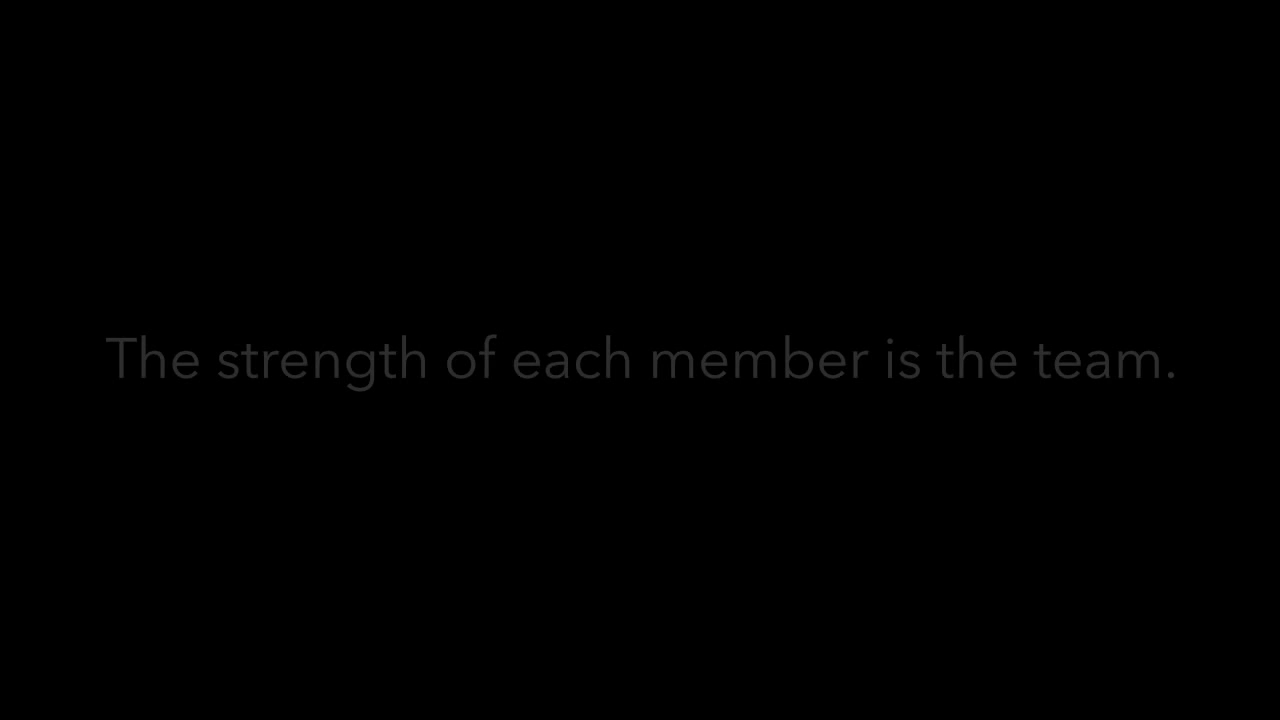 The strength of each member is the team.